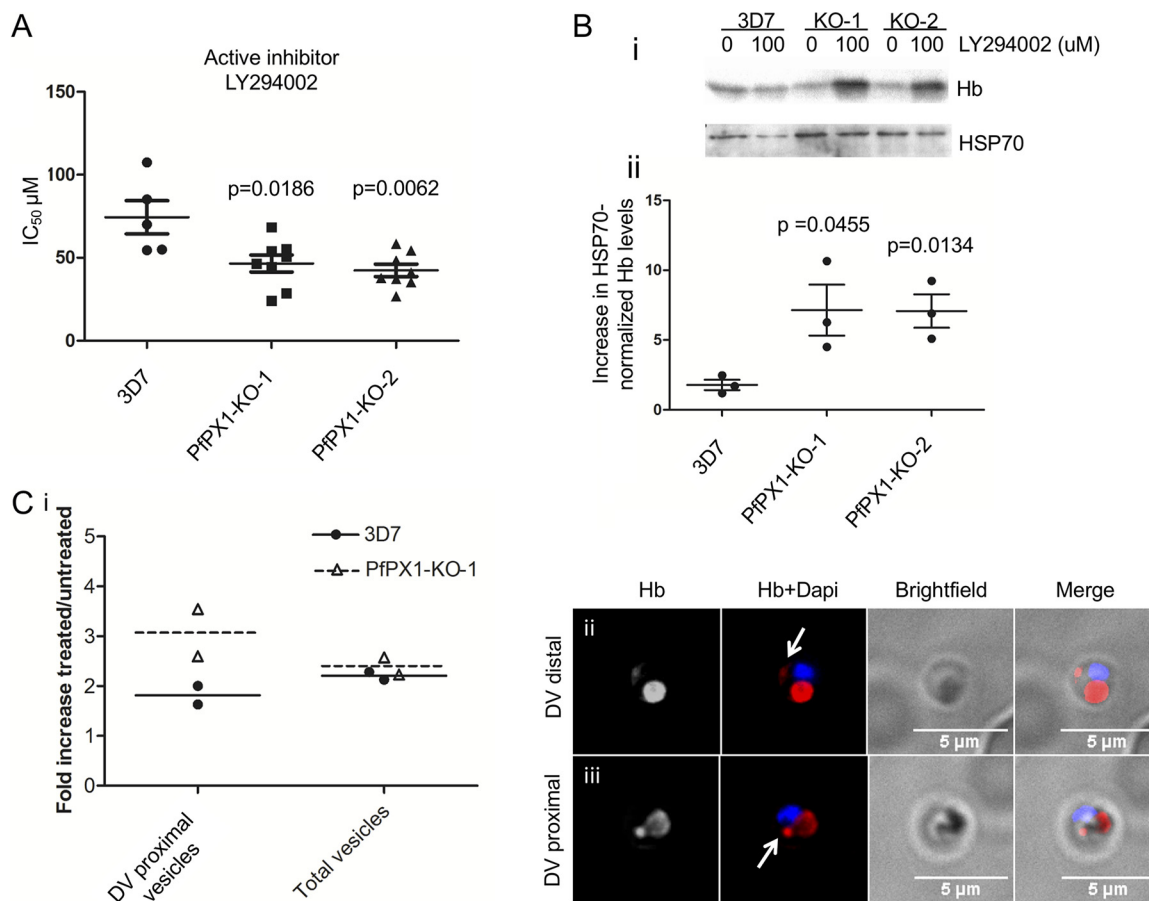 A
Active inhibitor
LY294002
150
100
50
0
IC50 µM
p=0.0186
p=0.0062
3D7
PfPX1-KO-1
PfPX1-KO-2
B
i
3D7 KO-1 KO-2
0 100 0 100 0 100 LY294002 (uM)
Hb
HSP70
ii
15
10
5
0
Increase in HSP70-
normalized Hb levels
p =0.0455
p=0.0134
3D7
PfPX1-KO-1
PfPX1-KO-2
C i
5
4
3
2
1
0
Fold increase treated/untreated
3D7
PfPX1-KO-1
DV proximal
vesicles
Total vesicles
Hb Hb+Dapi Brightfield Merge
DV distal
ii
5 µm
5 µm
DV proximal
iii
5 µm
5 µm